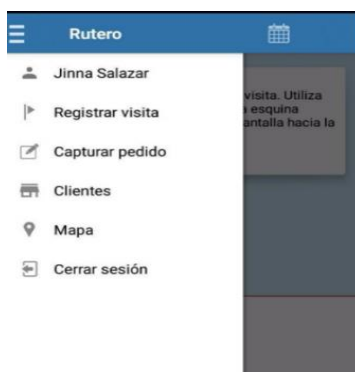 Rutero
Jinna Salazar
visita. Utiliza
Registrar visita
esquina
antalla hacia la
Capturar pedido
Clientes
Mapa
Cerrar sesión